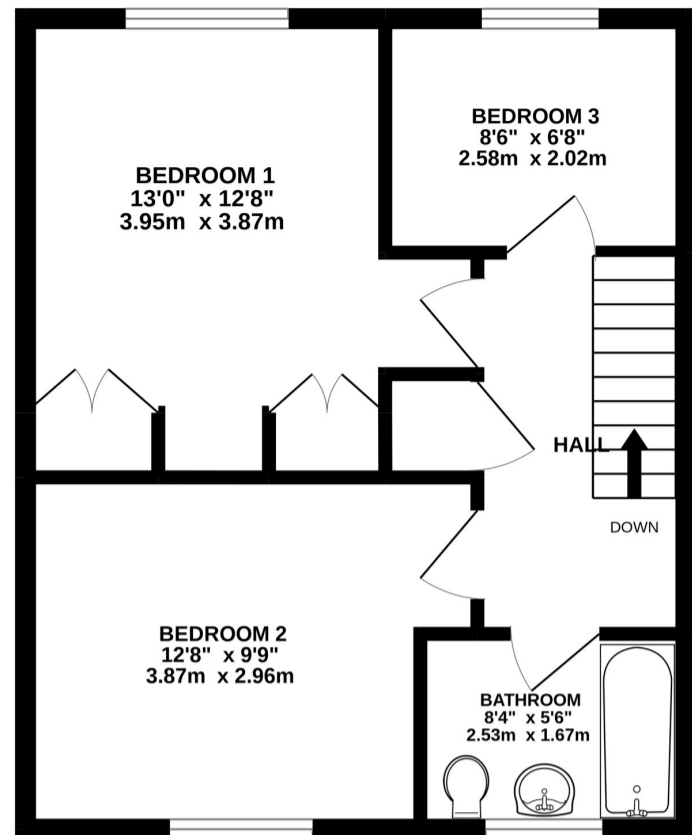 BEDROOM 1
13'0" x 12'8"
3.95m x 3.87m
BEDROOM 3
8'6" x 6'8"
2.58m x 2.02m
HALL
DOWN
BEDROOM 2
12'8" x 9'9"
3.87m x 2.96m
BATHROOM
8'4" x 5'6"
2.53m x 1.67m